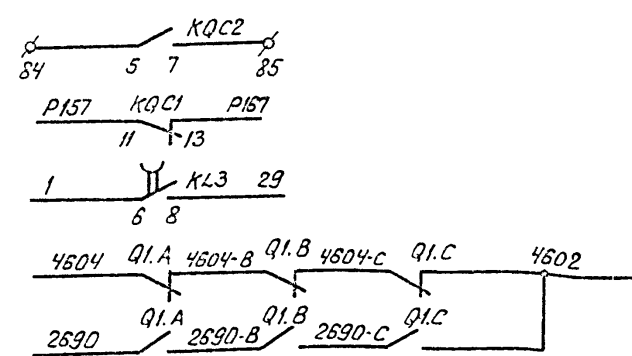 KQC2
84 5 7 85
P157 KQC1 P167
11 13
1 KL3 29
6 8
4604 Q1.A 4604-B Q1.B 4604-C Q1.C 4602
2690 Q1.A 2690-B Q1.B 2690-C Q1.C